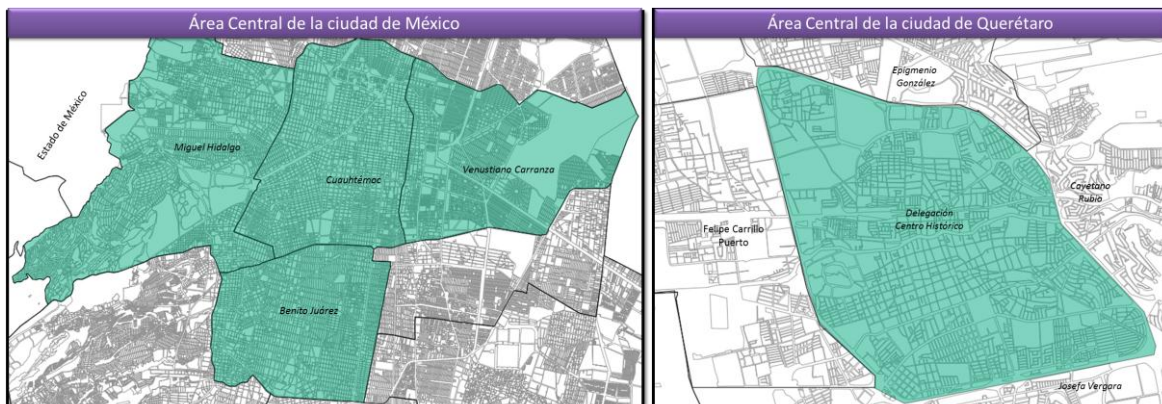 Área Central de la ciudad de México
Estado de México
Miguel Hidalgo
Cuauhtémoc
Venustiano Carranza
Benito Juárez
Área Central de la ciudad de Querétaro
Epigmenio
González
Cayetano
Rubio
Delegación
Centro Histórico
Felipe Carrillo
Puerto
Josefa Vergara